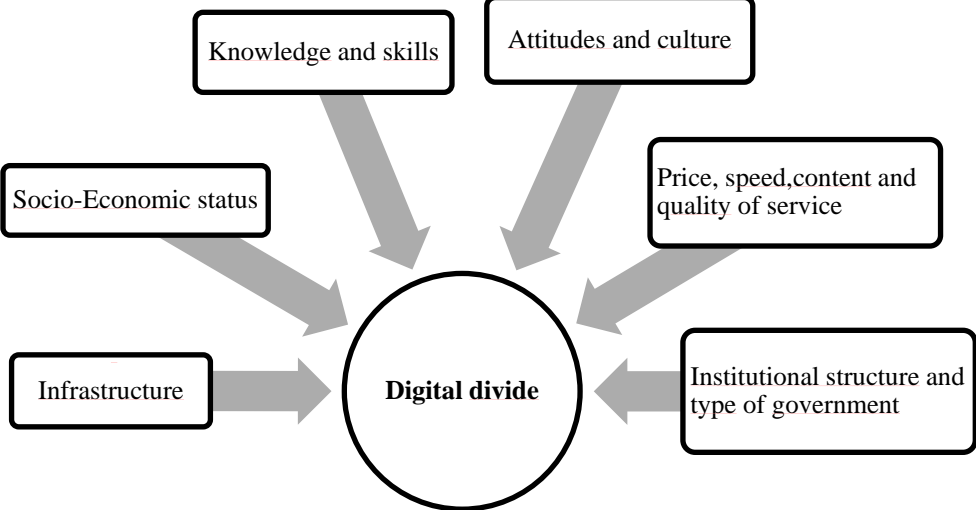 Knowledge and skills
Attitudes and culture
Socio-Economic status
Price, speed,content and
quality of service
Infrastructure
Digital divide
Institutional structure and
type of government